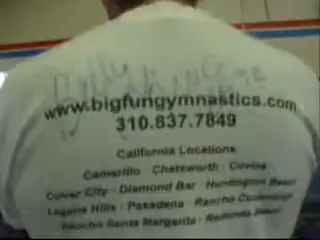 Billy
www.bigfungymnastics.com
310.837.7849
California Locations
Camarillo · Chatsworth · Covina
Culver City · Diamond Bar · Huntington Beach
Laguna Hills · Pasadena · Rancho Cucamonga
Rancho Santa Margarita · Redondo Beach